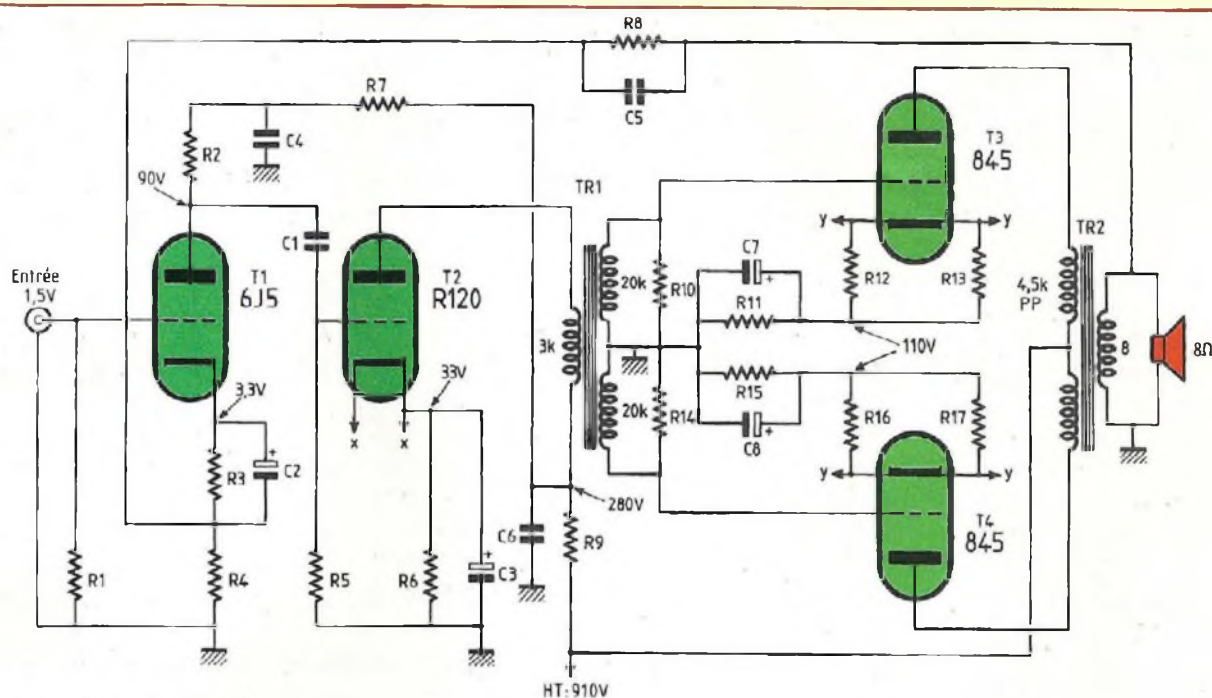 R8
C5
R7
C4
R2
90V
C1
Entrée
1,5V
T1
6J5
T2
R120
3,3V
33V
R3
C2
R1
R4
R5
R6
C3
TR1
20k
3k
20k
R10
R14
C7
R11
R15
C8
110V
T3
845
y
y
R12
R13
R16
R17
y
y
T4
845
TR2
4,5k
PP
8
8Ω
280V
C6
R9
x
x
HT:910V